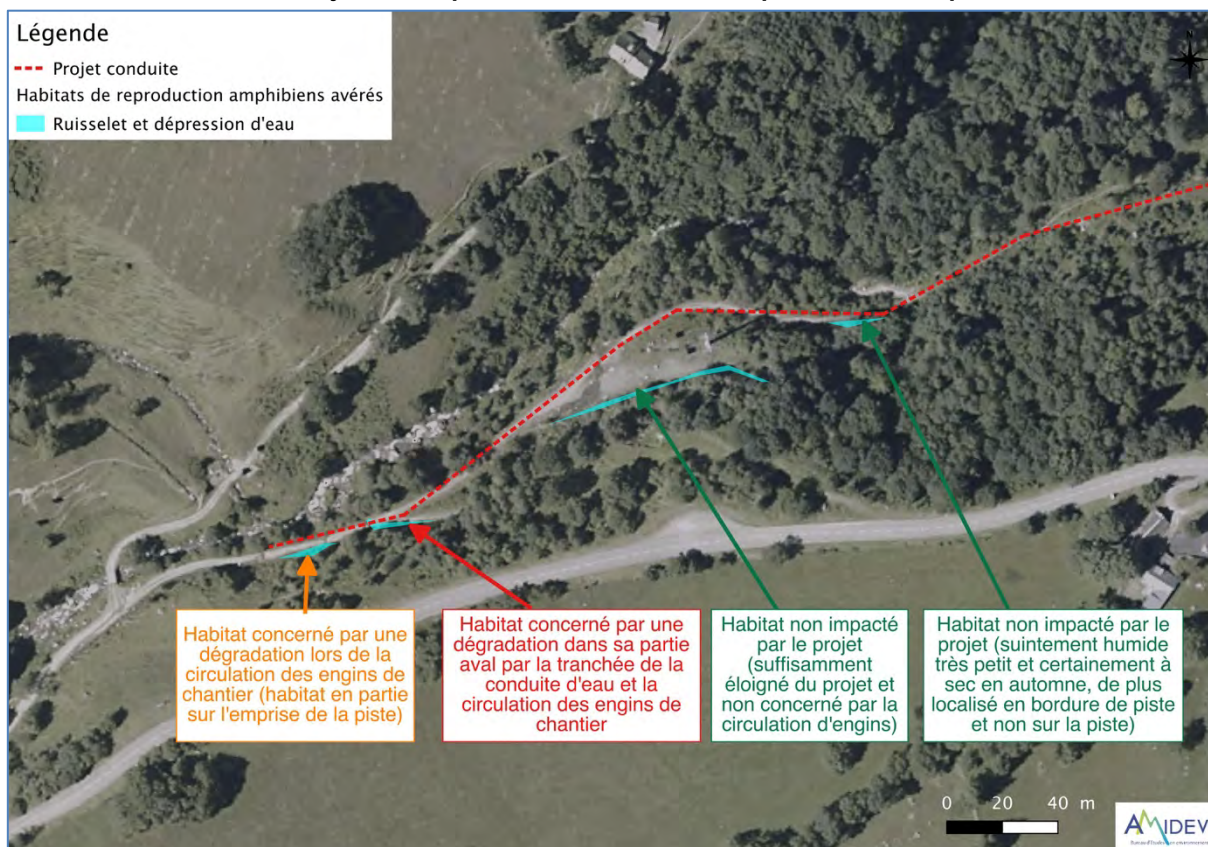 Légende
Projet conduite
Habitats de reproduction amphibiens avérés
Ruisselet et dépression d'eau
N
Habitat concerné par une
dégradation lors de la
circulation des engins de
chantier (habitat en partie
sur l'emprise de la piste)
Habitat concerné par une
dégradation dans sa partie
aval par la tranchée de la
conduite d'eau et la
circulation des engins de
chantier
Habitat non impacté
par le projet
(suffisamment
éloigné du projet et
non concerné par la
circulation d'engins)
Habitat non impacté par le
projet (suintement humide
très petit et certainement à
sec en automne, de plus
localisé en bordure de piste
et non sur la piste)
0 20 40 m
AMIDEV